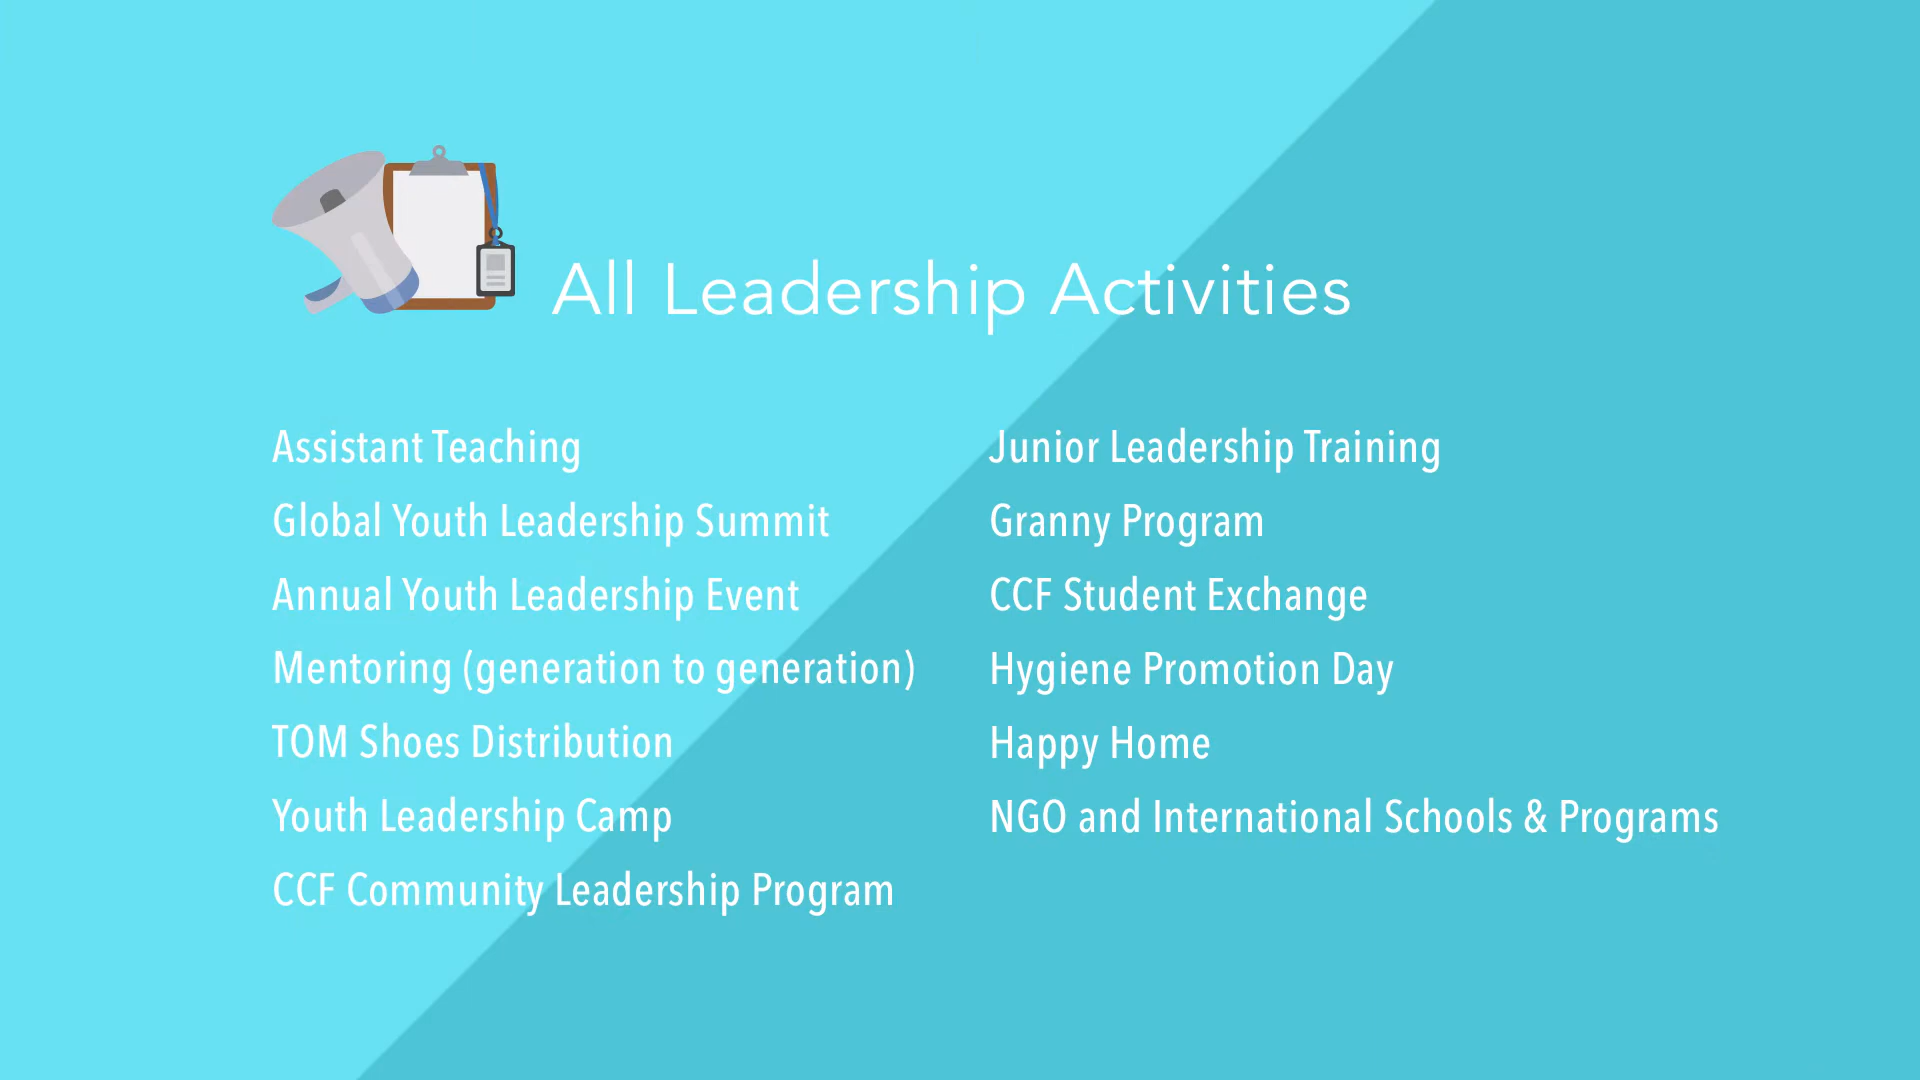 All Leadership Activities
Assistant Teaching
Global Youth Leadership Summit
Annual Youth Leadership Event
Mentoring (generation to generation)
TOM Shoes Distribution
Youth Leadership Camp
CCF Community Leadership Program
Junior Leadership Training
Granny Program
CCF Student Exchange
Hygiene Promotion Day
Happy Home
NGO and International Schools & Programs